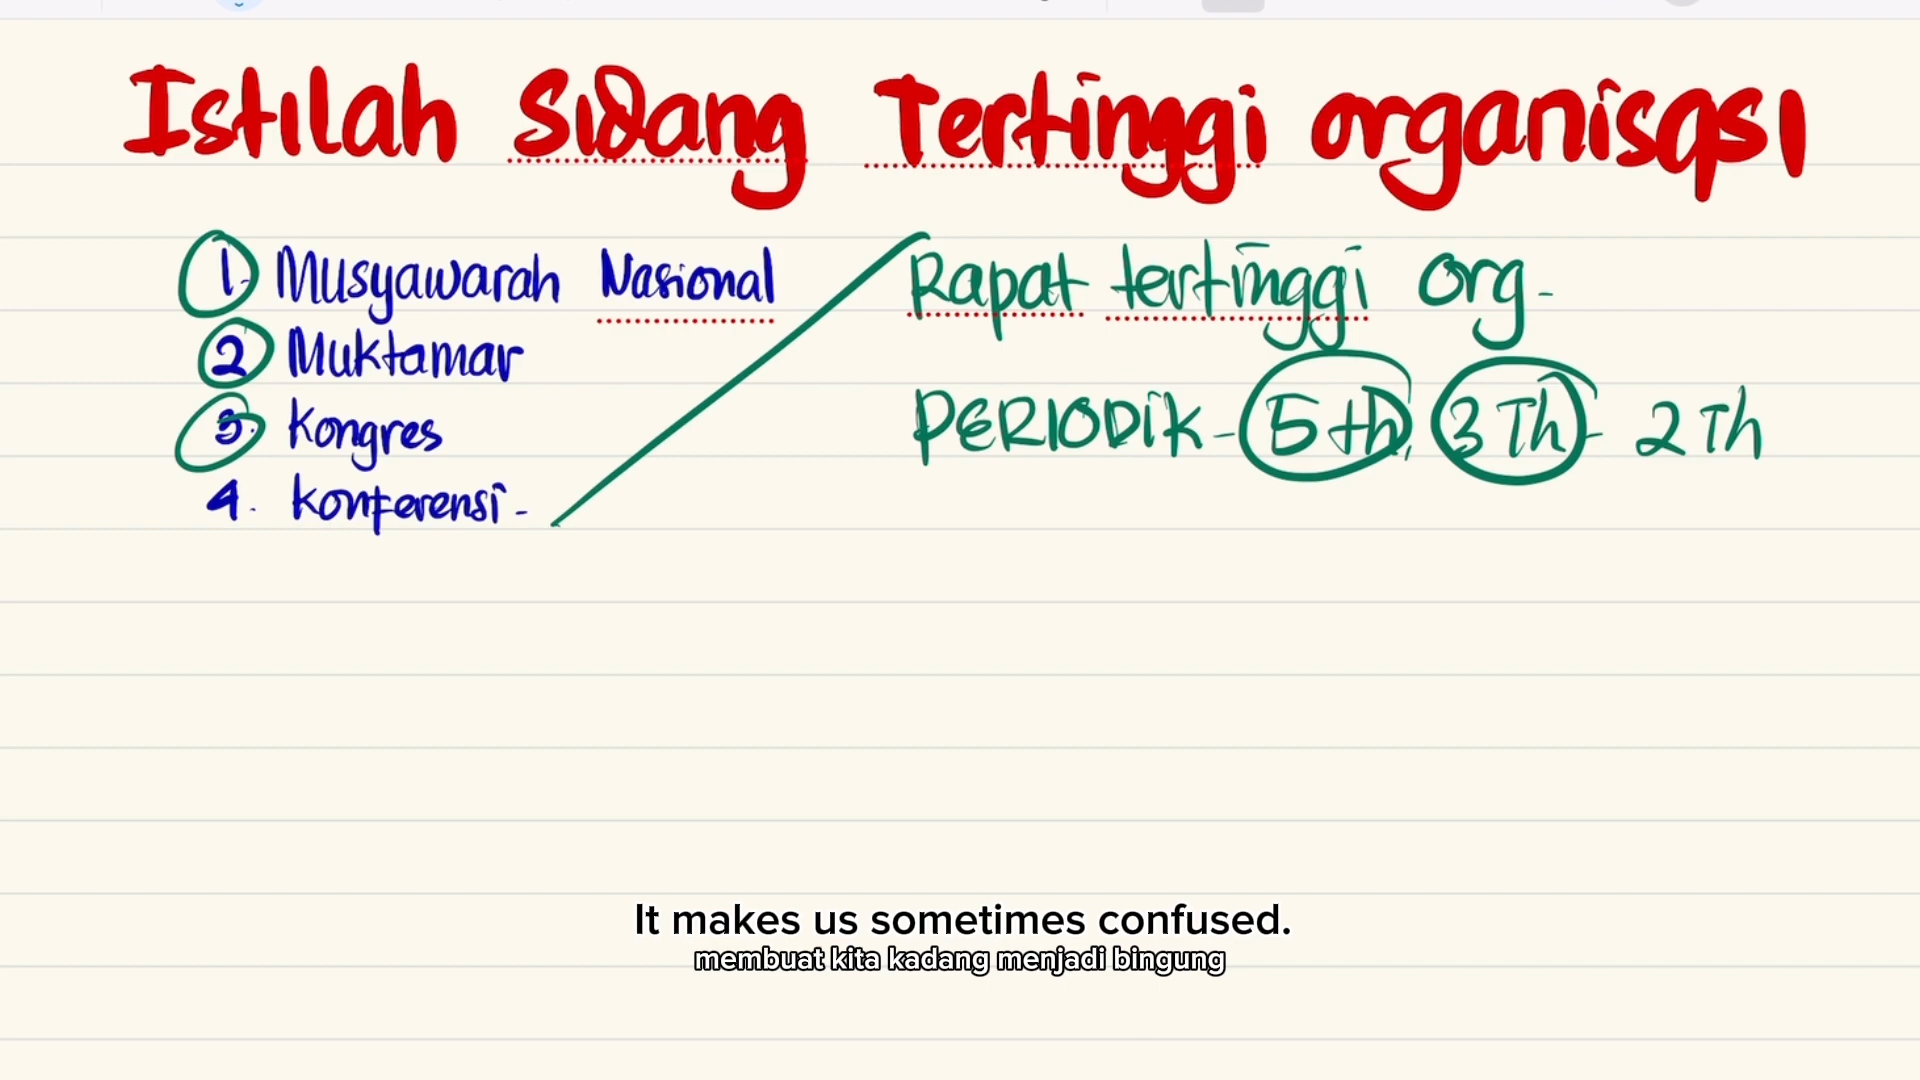 Istilah Sidang Tertinggi organisasi
1. Musyawarah Nasional
2 Muktamar
3. Kongres
4. Konferensi -
Rapat tertinggi org -
PERIODIK - 5 th, 3 Th - 2 Th
It makes us sometimes confused.
membuat kita kadang menjadi bingung